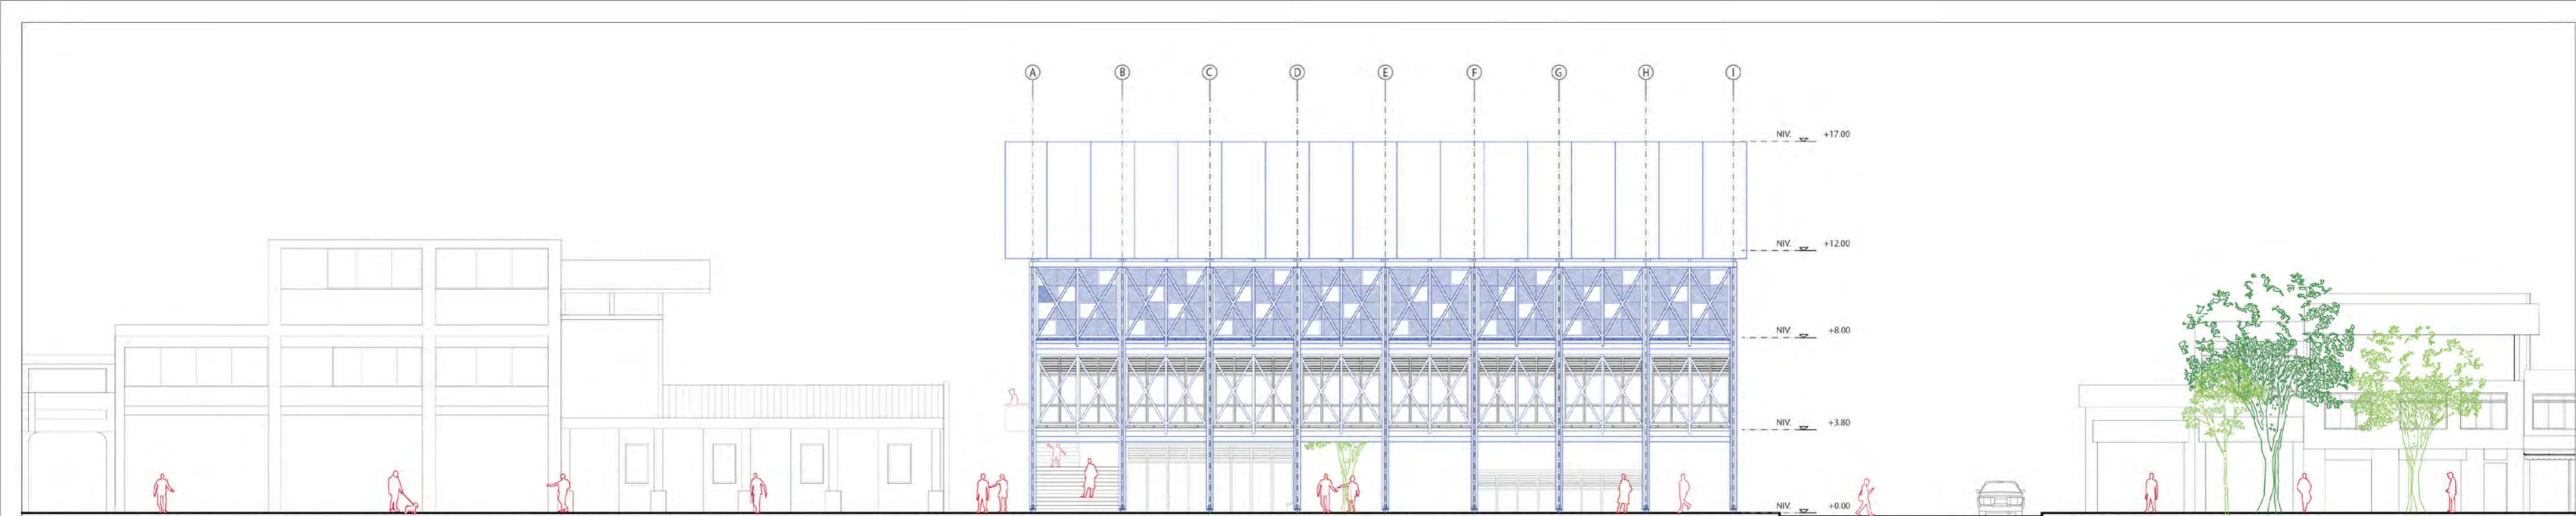 A B C D E F G H I
NIV. +17.00
NIV. +12.00
NIV. +8.00
NIV. +3.80
NIV. +0.00